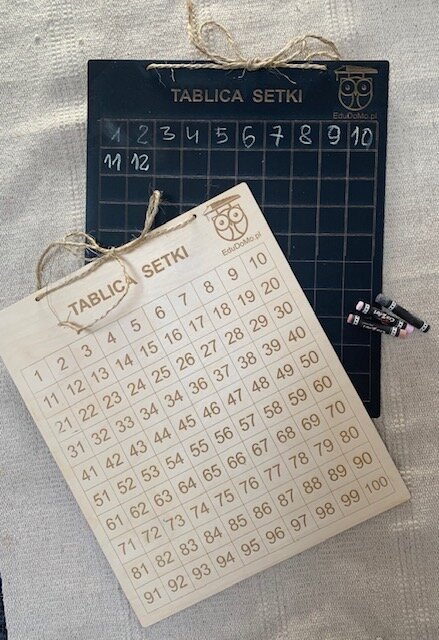 TABLICA SETKI
EduDoMo.pl
1 2 3 4 5 6 7 8 9 10
11 12
TABLICA SETKI
EduDoMo.pl
1 2 3 4 5 6 7 8 9 10
11 12 13 14 15 16 17 18 19 20
21 22 23 24 25 26 27 28 29 30
31 32 33 34 34 36 37 38 39 40
41 42 43 44 45 46 47 48 49 50
51 52 53 54 55 56 57 58 59 60
61 62 63 64 65 66 67 68 69 70
71 72 73 74 75 76 77 78 79 80
81 82 83 84 85 86 87 88 89 90
91 92 93 94 95 96 97 98 99 100